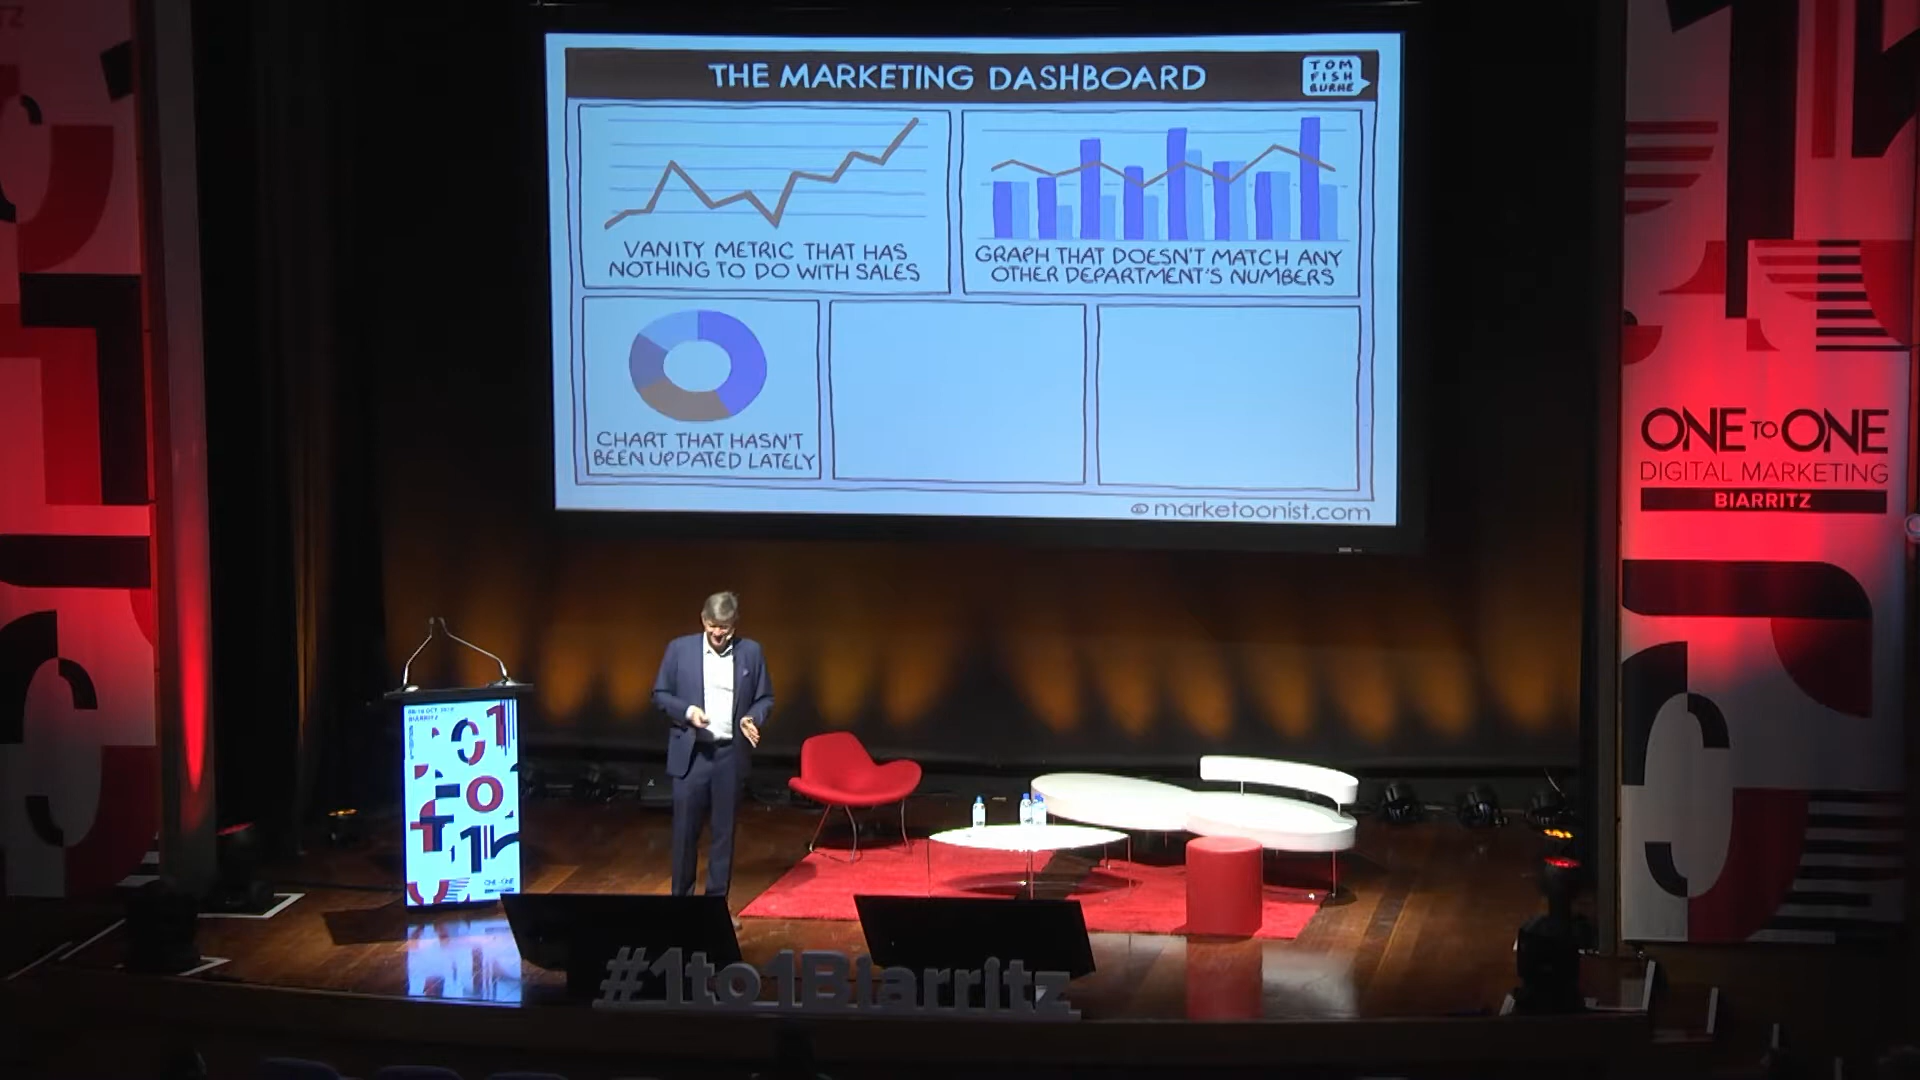 THE MARKETING DASHBOARD
TOM
FISH
BURNE
VANITY METRIC THAT HAS
NOTHING TO DO WITH SALES
GRAPH THAT DOESN'T MATCH ANY
OTHER DEPARTMENT'S NUMBERS
CHART THAT HASN'T
BEEN UPDATED LATELY
© marketoonist.com
ONE TO ONE
DIGITAL MARKETING
BIARRITZ
BIARRITZ
#1to1Biarritz